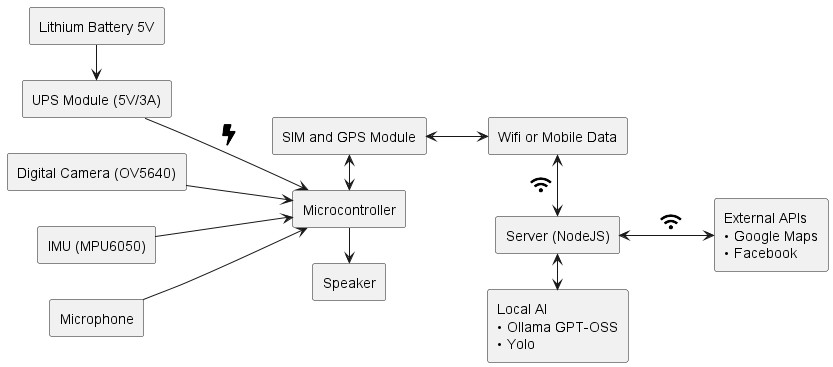 Lithium Battery 5V
UPS Module (5V/3A)
SIM and GPS Module
Wifi or Mobile Data
Digital Camera (OV5640)
Microcontroller
IMU (MPU6050)
Server (NodeJS)
External APIs
• Google Maps
• Facebook
Speaker
Microphone
Local AI
• Ollama GPT-OSS
• Yolo